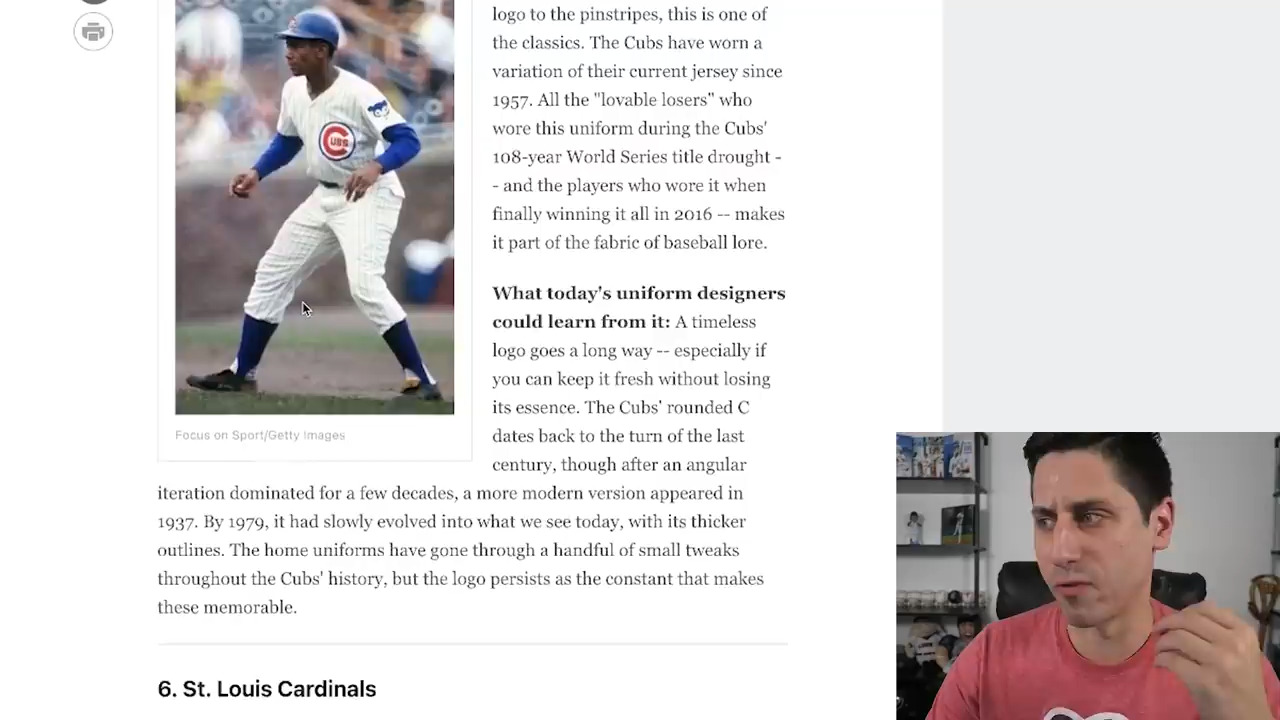 logo to the pinstripes, this is one of
the classics. The Cubs have worn a
variation of their current jersey since
1957. All the "lovable losers" who
wore this uniform during the Cubs'
108-year World Series title drought -
- and the players who wore it when
finally winning it all in 2016 -- makes
it part of the fabric of baseball lore.
What today's uniform designers
could learn from it: A timeless
logo goes a long way -- especially if
you can keep it fresh without losing
its essence. The Cubs' rounded C
dates back to the turn of the last
century, though after an angular
iteration dominated for a few decades, a more modern version appeared in
1937. By 1979, it had slowly evolved into what we see today, with its thicker
outlines. The home uniforms have gone through a handful of small tweaks
throughout the Cubs' history, but the logo persists as the constant that makes
these memorable.
CUBS
Focus on Sport/Getty Images
6. St. Louis Cardinals